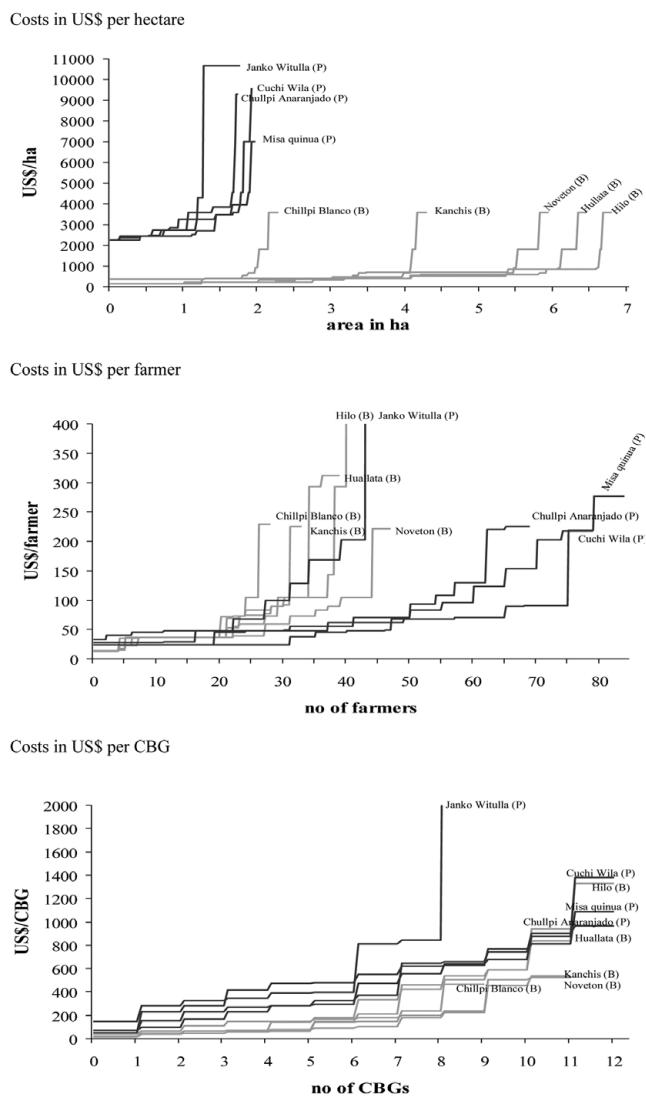 Costs in US$ per hectare
11000
10000
9000
8000
7000
6000
5000
4000
3000
2000
1000
0
US$/ha
Janko Witulla (P)
Cuchi Wila (P)
Chullpi Anaranjado (P)
Misa quinua (P)
Chillpi Blanco (B)
Kanchis (B)
Noveton (B)
Hullata (B)
Hilo (B)
0 1 2 3 4 5 6 7
area in ha
Costs in US$ per farmer
400
350
300
250
200
150
100
50
0
US$/farmer
Hilo (B) Janko Witulla (P)
Huallata (B)
Chillpi Blanco (B)
Kanchis (B)
Noveton (B)
Misa quinua (P)
Chullpi Anaranjado (P)
Cuchi Wila (P)
0 10 20 30 40 50 60 70 80
no of farmers
Costs in US$ per CBG
2000
1800
1600
1400
1200
1000
800
600
400
200
0
US$/CBG
Janko Witulla (P)
Cuchi Wila (P)
Hilo (B)
Misa quinua (P)
Chullpi Anaranjado (P)
Huallata (B)
Kanchis (B)
Chillpi Blanco (B)
Noveton (B)
0 1 2 3 4 5 6 7 8 9 10 11 12
no of CBGs